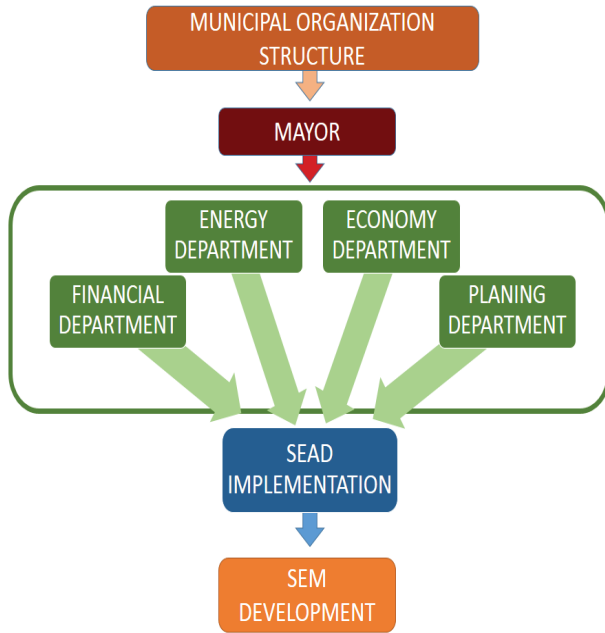 MUNICIPAL ORGANIZATION
STRUCTURE
MAYOR
ENERGY
DEPARTMENT
ECONOMY
DEPARTMENT
FINANCIAL
DEPARTMENT
PLANING
DEPARTMENT
SEAD
IMPLEMENTATION
SEM
DEVELOPMENT